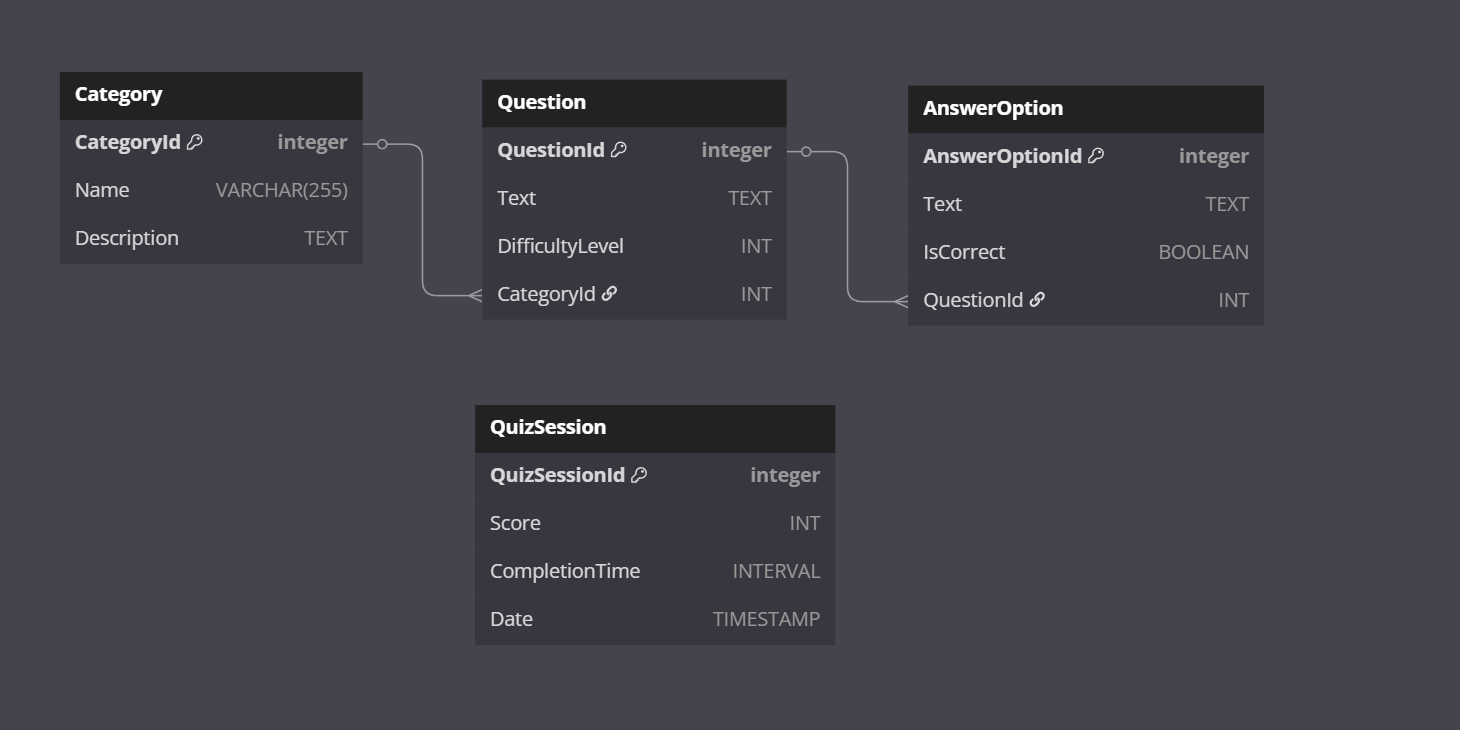 Category
CategoryId integer
Name VARCHAR(255)
Description TEXT
Question
QuestionId integer
Text TEXT
DifficultyLevel INT
CategoryId INT
AnswerOption
AnswerOptionId integer
Text TEXT
IsCorrect BOOLEAN
QuestionId INT
QuizSession
QuizSessionId integer
Score INT
CompletionTime INTERVAL
Date TIMESTAMP